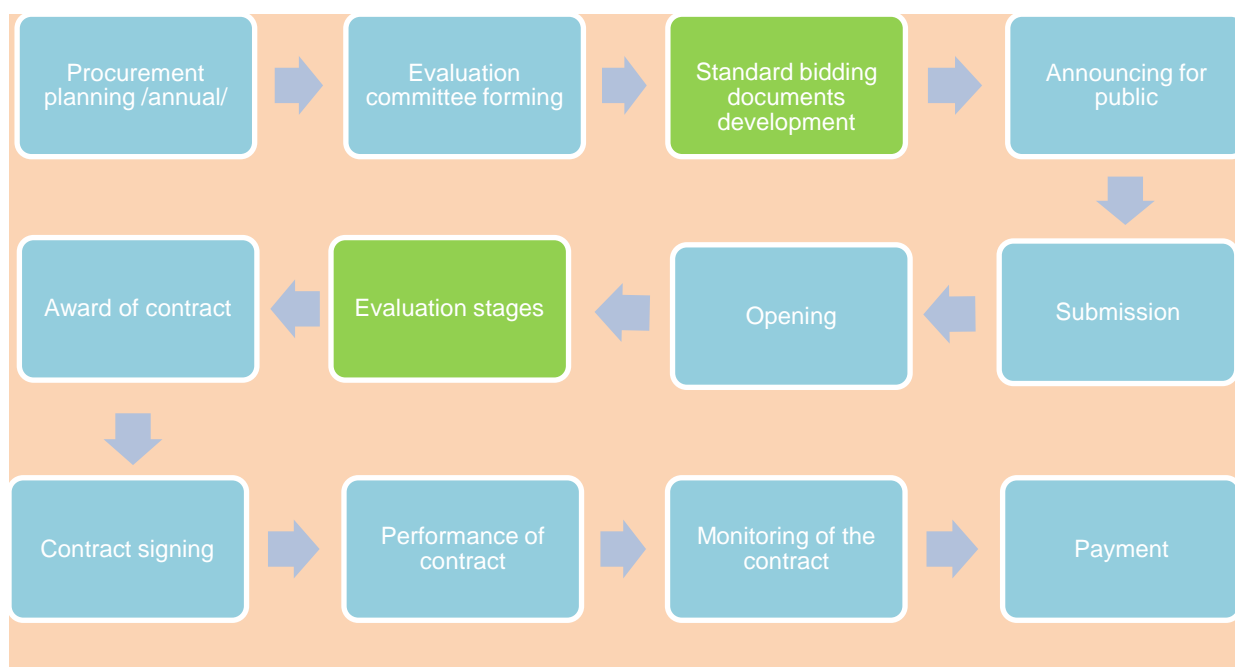 Procurement
planning /annual/
Evaluation
committee forming
Standard bidding
documents
development
Announcing for
public
Submission
Opening
Evaluation stages
Award of contract
Contract signing
Performance of
contract
Monitoring of the
contract
Payment